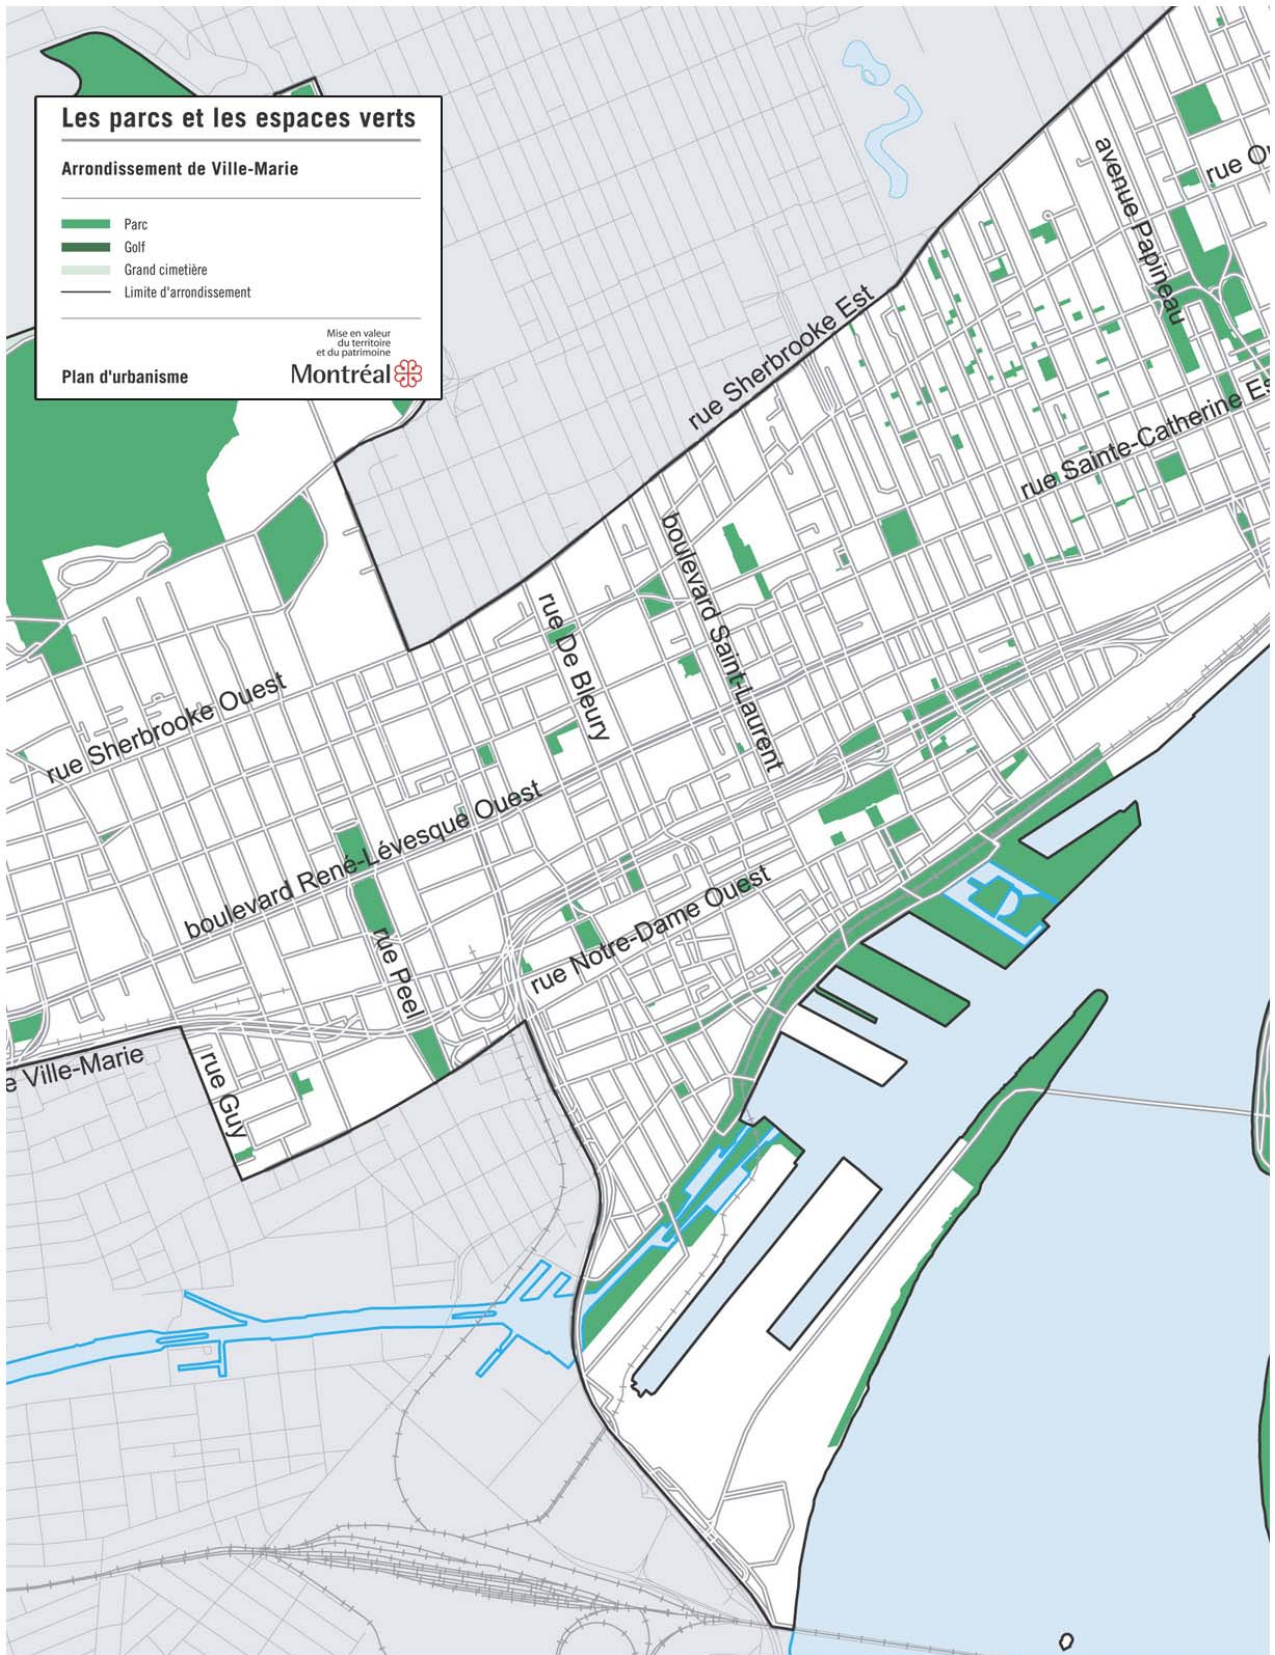 Les parcs et les espaces verts
Arrondissement de Ville-Marie
Parc
Golf
Grand cimetière
Limite d'arrondissement
Mise en valeur
du territoire
et du patrimoine
Plan d'urbanisme
Montréal
avenue Papineau
rue Sherbrooke Est
rue Sainte-Catherine
boulevard Saint-Laurent
rue De Bleury
rue Sherbrooke Ouest
boulevard René-Lévesque Ouest
rue Notre-Dame Ouest
rue Peel
Ville-Marie
rue Guy